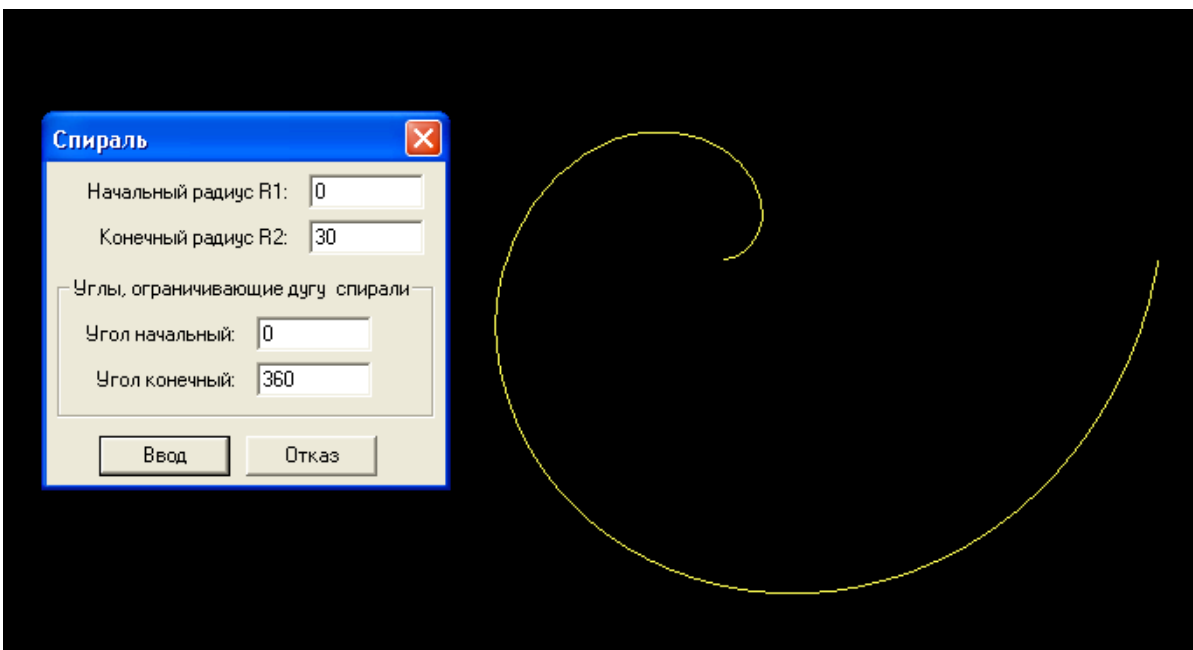 Спираль
Начальный радиус R1: 0
Конечный радиус R2: 30
Углы, ограничивающие дугу спирали
Угол начальный: 0
Угол конечный: 360
Ввод Отказ